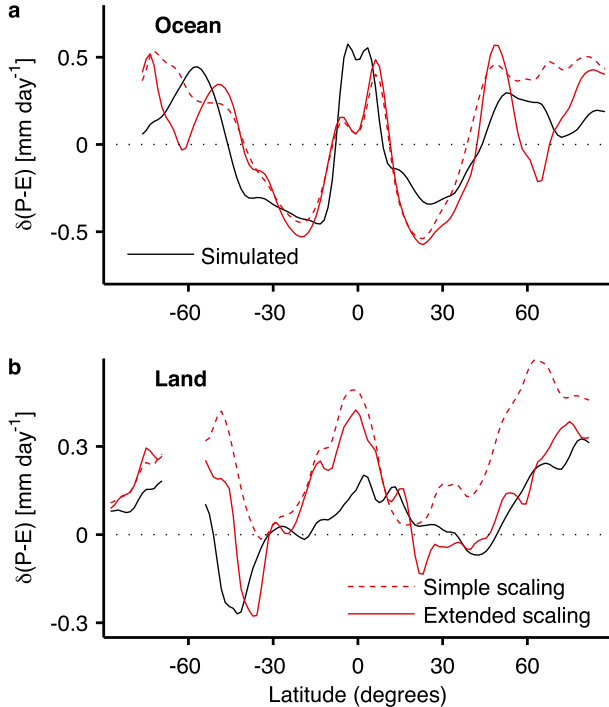 a
Ocean
δ(P-E) [mm day-1]
0.5
0
-0.5
Simulated
-60 -30 0 30 60
b
Land
δ(P-E) [mm day-1]
0.3
0
-0.3
Simple scaling
Extended scaling
-60 -30 0 30 60
Latitude (degrees)